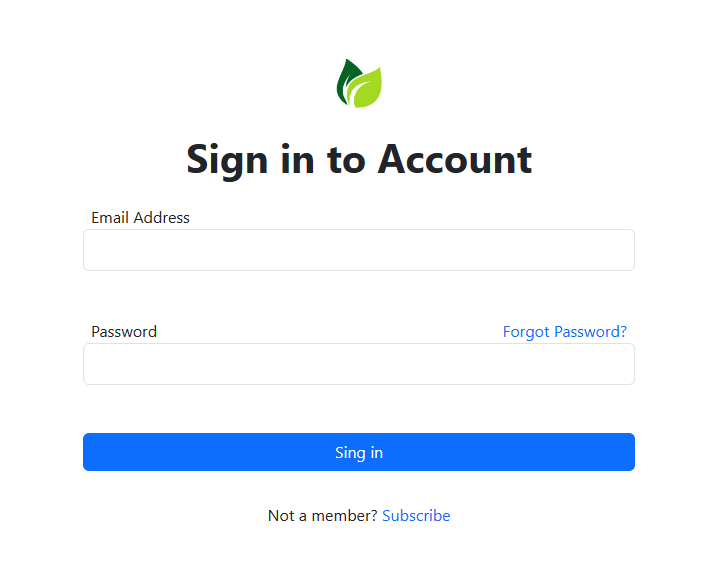 Sign in to Account
Email Address
Password Forgot Password?
Sing in
Not a member? Subscribe